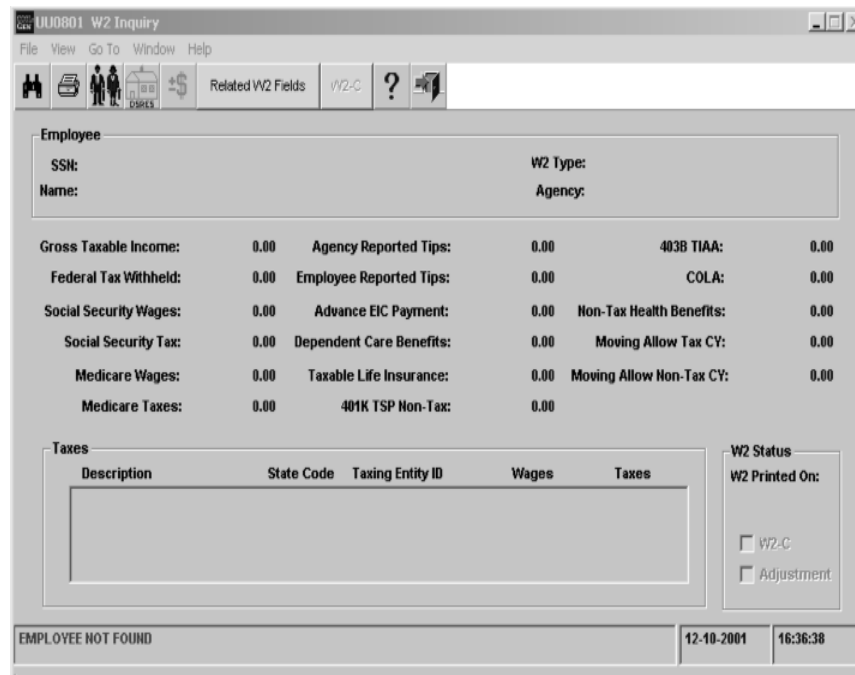 UU0801 W2 Inquiry
File View Go To Window Help
DSRES ±$ Related W2 Fields W2-C ?
Employee
SSN: W2 Type:
Name: Agency:
Gross Taxable Income: 0.00 Agency Reported Tips: 0.00 403B TIAA: 0.00
Federal Tax Withheld: 0.00 Employee Reported Tips: 0.00 COLA: 0.00
Social Security Wages: 0.00 Advance EIC Payment: 0.00 Non-Tax Health Benefits: 0.00
Social Security Tax: 0.00 Dependent Care Benefits: 0.00 Moving Allow Tax CY: 0.00
Medicare Wages: 0.00 Taxable Life Insurance: 0.00 Moving Allow Non-Tax CY: 0.00
Medicare Taxes: 0.00 401K TSP Non-Tax: 0.00
Taxes
Description State Code Taxing Entity ID Wages Taxes
W2 Status
W2 Printed On:
W2-C
Adjustment
EMPLOYEE NOT FOUND 12-10-2001 16:36:38